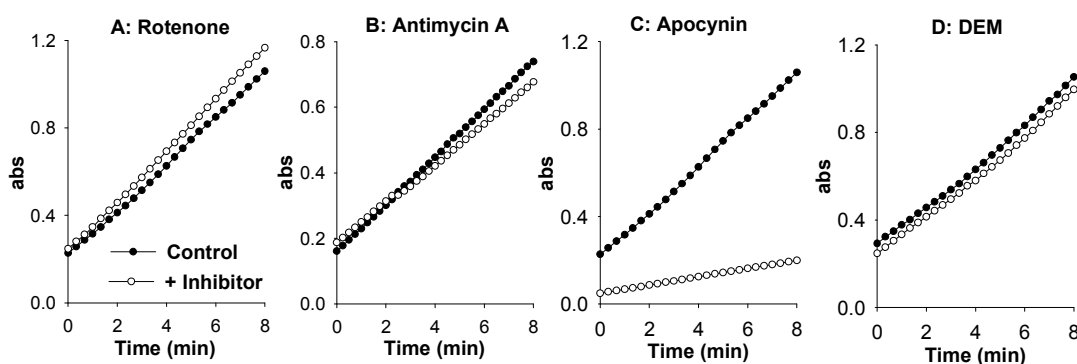 A: Rotenone
1.2
0.8
0.4
0.0
abs
0 2 4 6 8
Time (min)
Control
+ Inhibitor
B: Antimycin A
0.8
0.6
0.4
0.2
0.0
abs
0 2 4 6 8
Time (min)
C: Apocynin
1.2
0.8
0.4
0.0
abs
0 2 4 6 8
Time (min)
D: DEM
1.2
0.8
0.4
0.0
abs
0 2 4 6 8
Time (min)